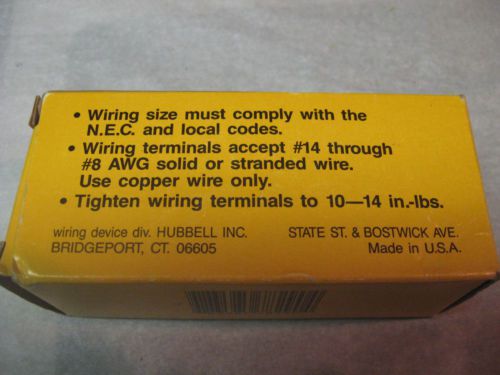 • Wiring size must comply with the
N.E.C. and local codes.
• Wiring terminals accept #14 through
#8 AWG solid or stranded wire.
Use copper wire only.
• Tighten wiring terminals to 10—14 in.-lbs.
wiring device div. HUBBELL INC. STATE ST. & BOSTWICK AVE.
BRIDGEPORT, CT. 06605 Made in U.S.A.